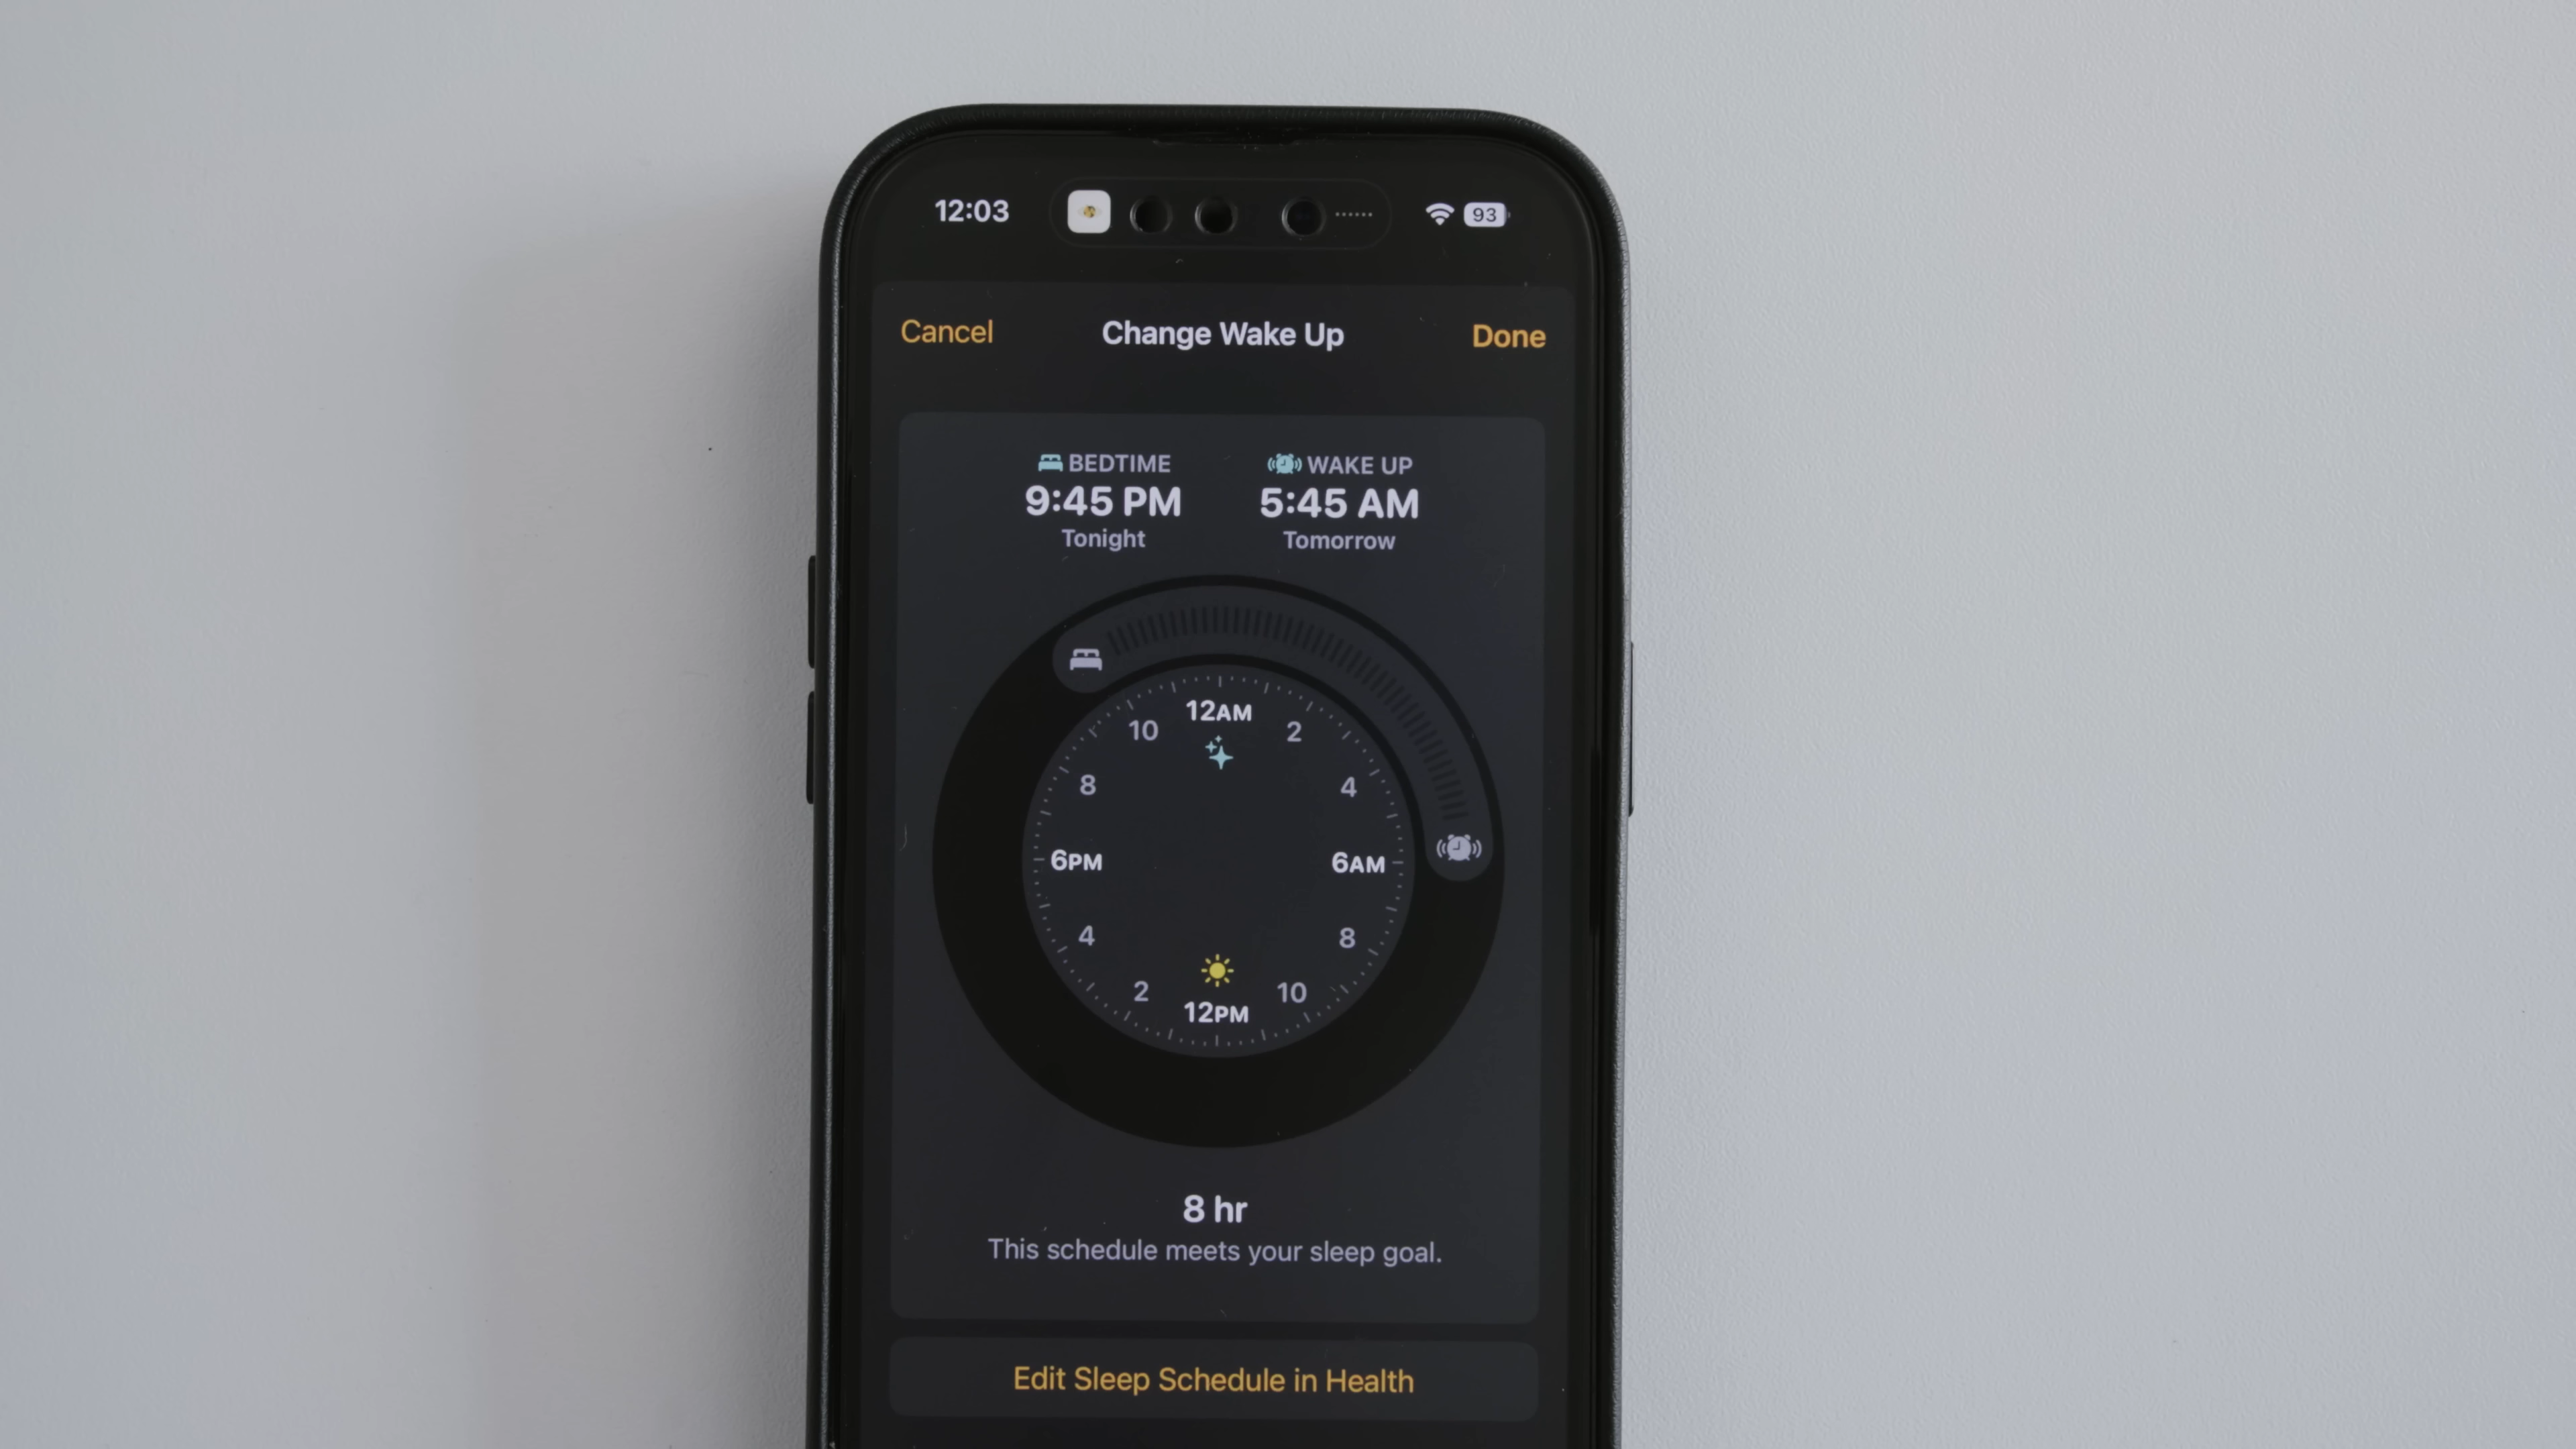 12:03 93
Cancel Change Wake Up Done
BEDTIME WAKE UP
9:45 PM 5:45 AM
Tonight Tomorrow
12AM
10 2
8 4
6PM 6AM
4 8
2 10
12PM
8 hr
This schedule meets your sleep goal.
Edit Sleep Schedule in Health